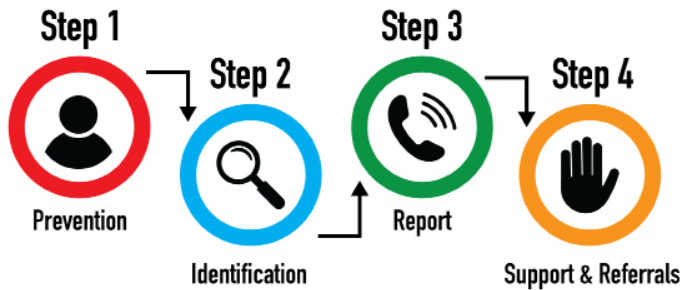 Step 1
Prevention
Step 2
Identification
Step 3
Report
Step 4
Support & Referrals